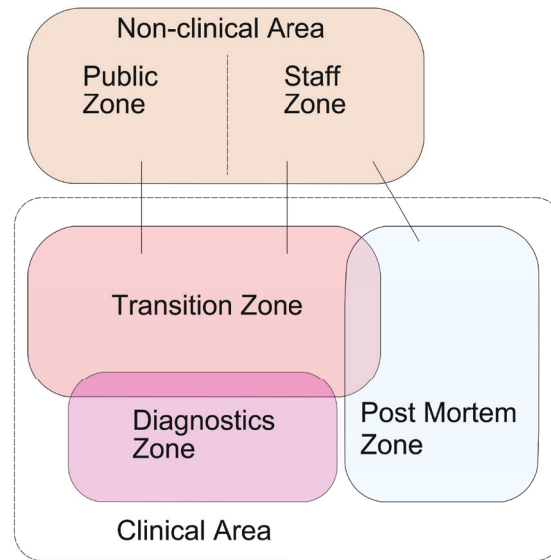 Non-clinical Area
Public
Zone
Staff
Zone
Transition Zone
Diagnostics
Zone
Post Mortem
Zone
Clinical Area